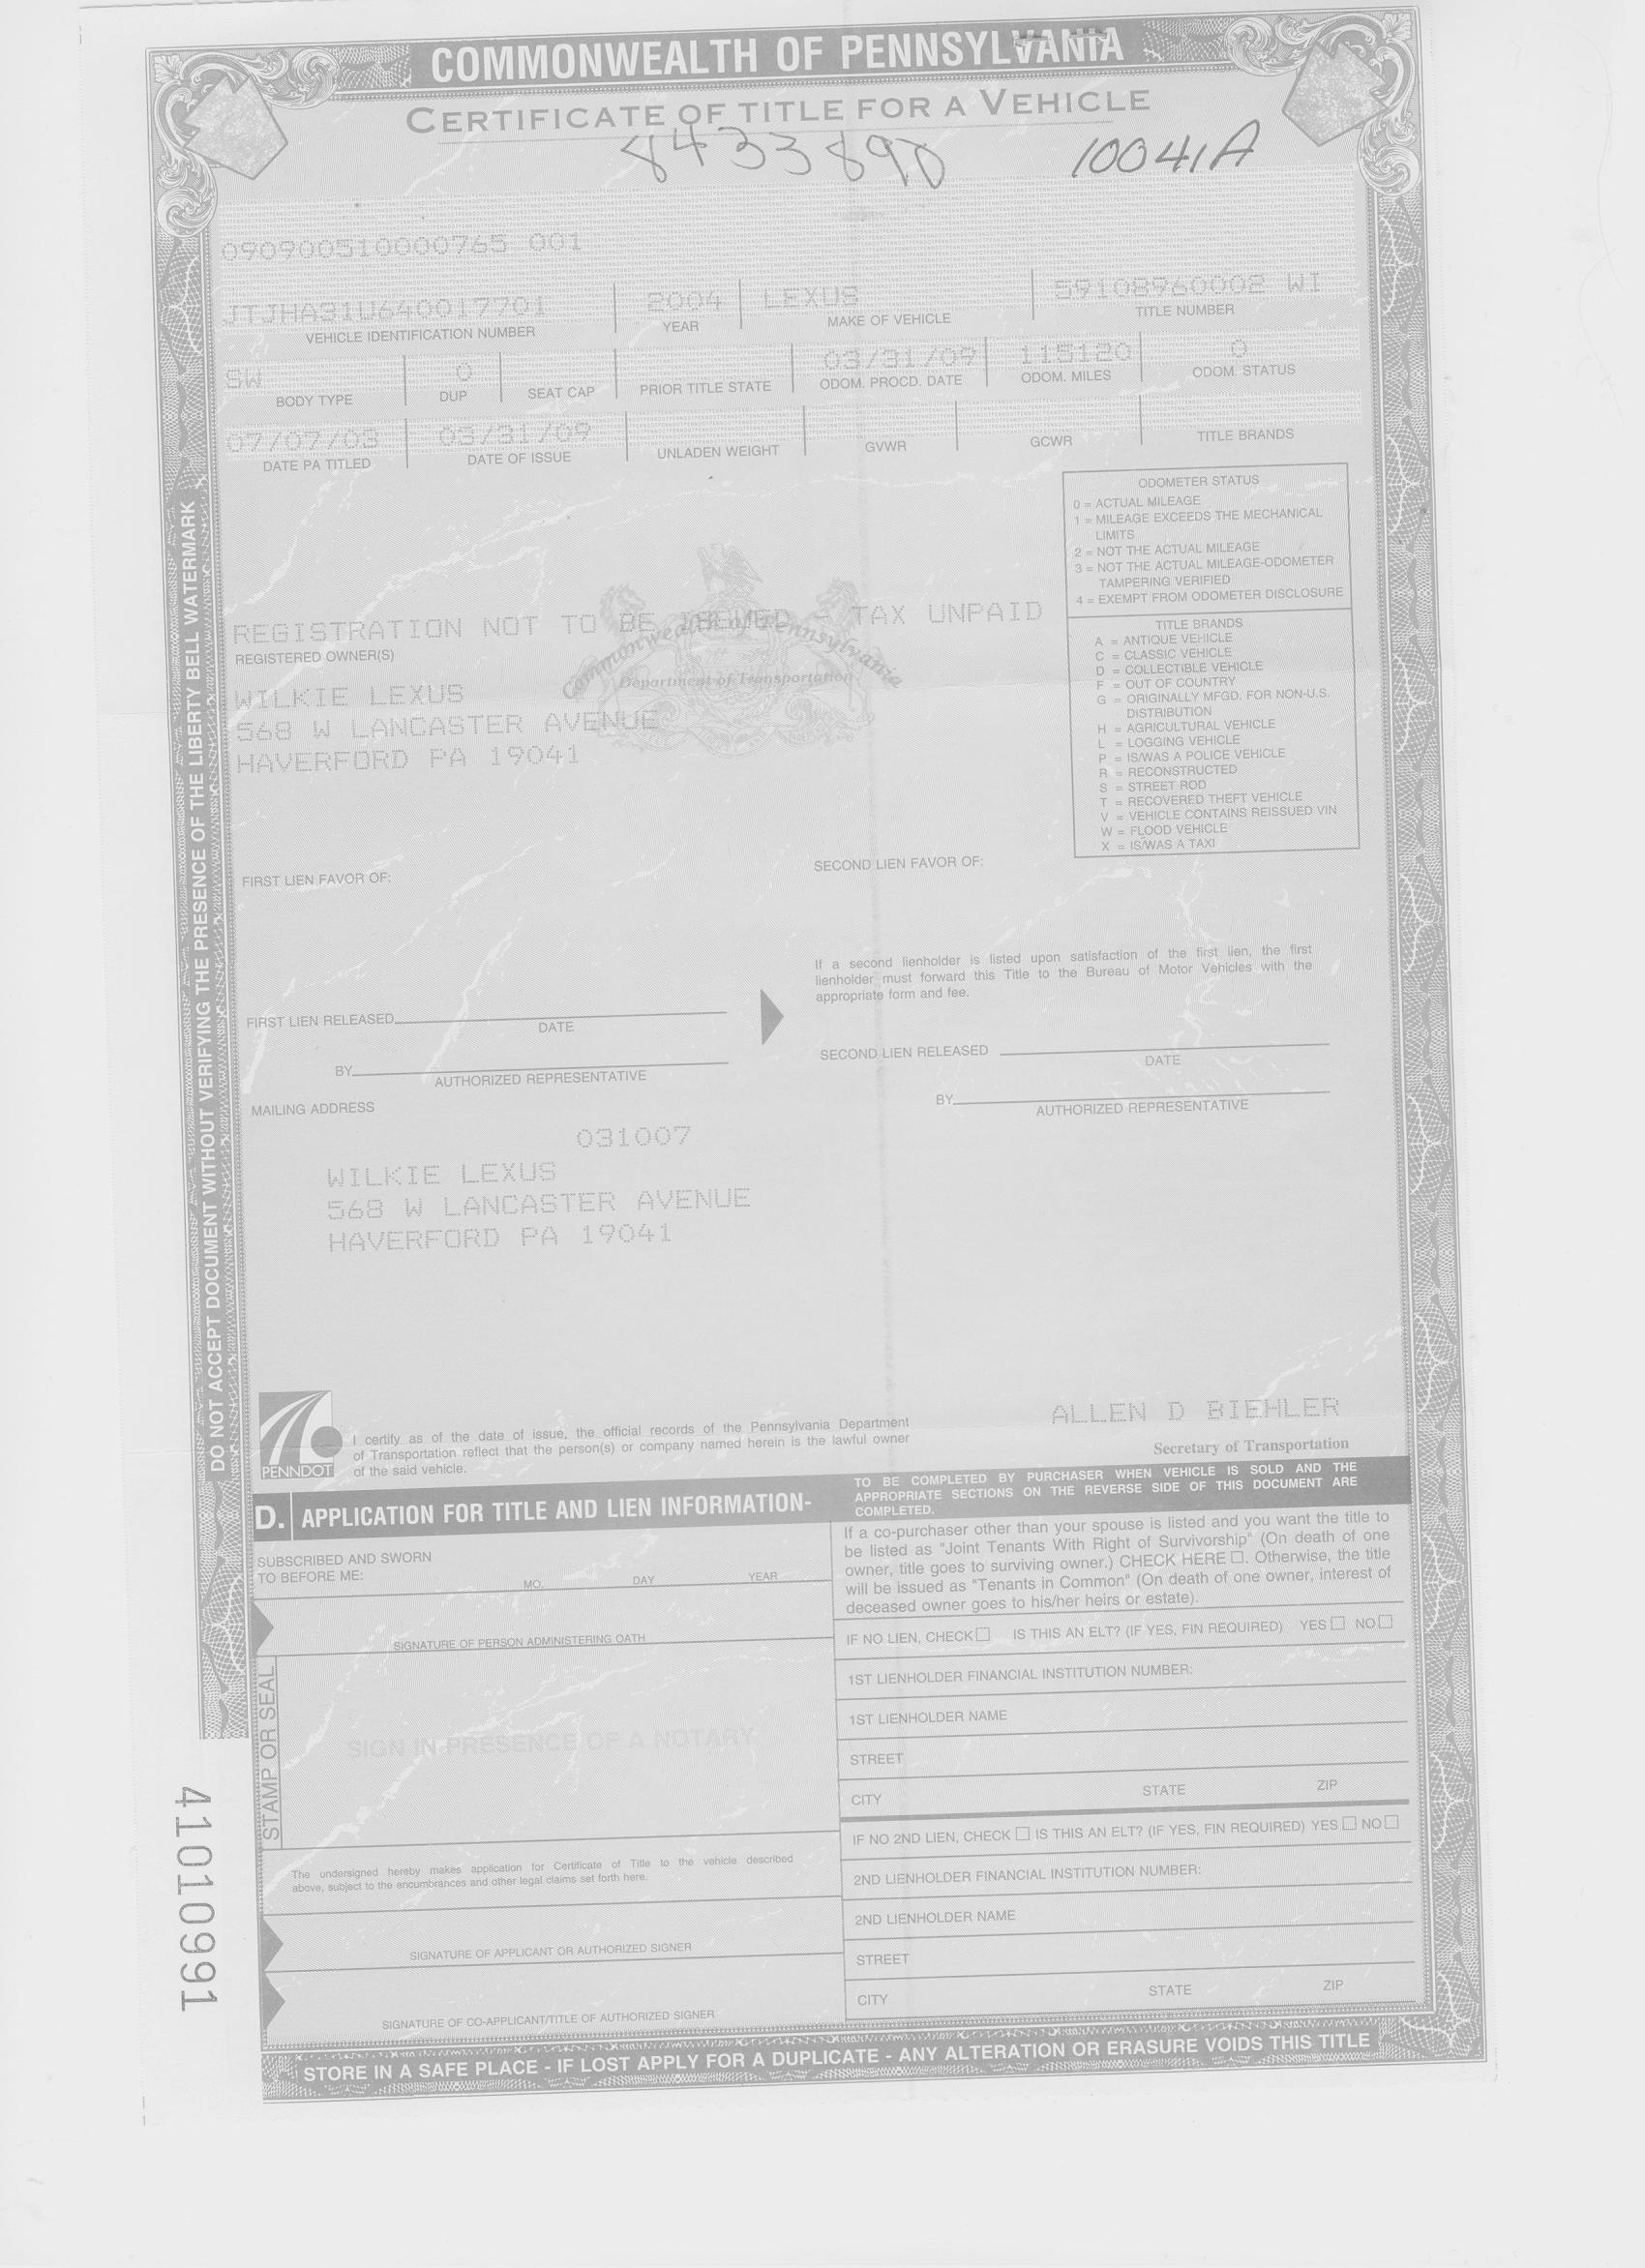 COMMONWEALTH OF PENNSYLVANIA
CERTIFICATE OF TITLE FOR A VEHICLE
8433890 10041A
090900510000765 001
JTJHA31U640017701 2004 LEXUS 59108960002 WI
VEHICLE IDENTIFICATION NUMBER YEAR MAKE OF VEHICLE TITLE NUMBER
SW 0 03/31/09 115120 0
BODY TYPE DUP SEAT CAP PRIOR TITLE STATE ODOM. PROCD. DATE ODOM. MILES ODOM. STATUS
07/07/03 03/31/09
DATE PA TITLED DATE OF ISSUE UNLADEN WEIGHT GVWR GCWR TITLE BRANDS
ODOMETER STATUS
0 = ACTUAL MILEAGE
1 = MILEAGE EXCEEDS THE MECHANICAL
LIMITS
2 = NOT THE ACTUAL MILEAGE
3 = NOT THE ACTUAL MILEAGE-ODOMETER
TAMPERING VERIFIED
4 = EXEMPT FROM ODOMETER DISCLOSURE
TITLE BRANDS
A = ANTIQUE VEHICLE
C = CLASSIC VEHICLE
D = COLLECTIBLE VEHICLE
F = OUT OF COUNTRY
G = ORIGINALLY MFGD. FOR NON-U.S.
DISTRIBUTION
H = AGRICULTURAL VEHICLE
L = LOGGING VEHICLE
P = IS/WAS A POLICE VEHICLE
R = RECONSTRUCTED
S = STREET ROD
T = RECOVERED THEFT VEHICLE
V = VEHICLE CONTAINS REISSUED VIN
W = FLOOD VEHICLE
X = IS/WAS A TAXI
REGISTRATION NOT TO BE ISSUED - TAX UNPAID
REGISTERED OWNER(S)
Commonwealth of Pennsylvania
Department of Transportation
WILKIE LEXUS
568 W LANCASTER AVENUE
HAVERFORD PA 19041
FIRST LIEN FAVOR OF:
SECOND LIEN FAVOR OF:
If a second lienholder is listed upon satisfaction of the first lien, the first
lienholder must forward this Title to the Bureau of Motor Vehicles with the
appropriate form and fee.
FIRST LIEN RELEASED
DATE
BY
AUTHORIZED REPRESENTATIVE
SECOND LIEN RELEASED
DATE
BY
AUTHORIZED REPRESENTATIVE
MAILING ADDRESS
031007
WILKIE LEXUS
568 W LANCASTER AVENUE
HAVERFORD PA 19041
DO NOT ACCEPT DOCUMENT WITHOUT VERIFYING THE PRESENCE OF THE LIBERTY BELL WATERMARK
PENNDOT
I certify as of the date of issue, the official records of the Pennsylvania Department
of Transportation reflect that the person(s) or company named herein is the lawful owner
of the said vehicle.
ALLEN D BIEHLER
Secretary of Transportation
D. APPLICATION FOR TITLE AND LIEN INFORMATION-
TO BE COMPLETED BY PURCHASER WHEN VEHICLE IS SOLD AND THE
APPROPRIATE SECTIONS ON THE REVERSE SIDE OF THIS DOCUMENT ARE
COMPLETED.
SUBSCRIBED AND SWORN
TO BEFORE ME:
MO. DAY YEAR
SIGNATURE OF PERSON ADMINISTERING OATH
STAMP OR SEAL
SIGN IN PRESENCE OF A NOTARY
The undersigned hereby makes application for Certificate of Title to the vehicle described
above, subject to the encumbrances and other legal claims set forth here.
SIGNATURE OF APPLICANT OR AUTHORIZED SIGNER
SIGNATURE OF CO-APPLICANT/TITLE OF AUTHORIZED SIGNER
If a co-purchaser other than your spouse is listed and you want the title to
be listed as "Joint Tenants With Right of Survivorship" (On death of one
owner, title goes to surviving owner.) CHECK HERE ☐. Otherwise, the title
will be issued as "Tenants in Common" (On death of one owner, interest of
deceased owner goes to his/her heirs or estate).
IF NO LIEN, CHECK ☐ IS THIS AN ELT? (IF YES, FIN REQUIRED) YES ☐ NO ☐
1ST LIENHOLDER FINANCIAL INSTITUTION NUMBER:
1ST LIENHOLDER NAME
STREET
CITY STATE ZIP
IF NO 2ND LIEN, CHECK ☐ IS THIS AN ELT? (IF YES, FIN REQUIRED) YES ☐ NO ☐
2ND LIENHOLDER FINANCIAL INSTITUTION NUMBER:
2ND LIENHOLDER NAME
STREET
CITY STATE ZIP
41010991
STORE IN A SAFE PLACE - IF LOST APPLY FOR A DUPLICATE - ANY ALTERATION OR ERASURE VOIDS THIS TITLE